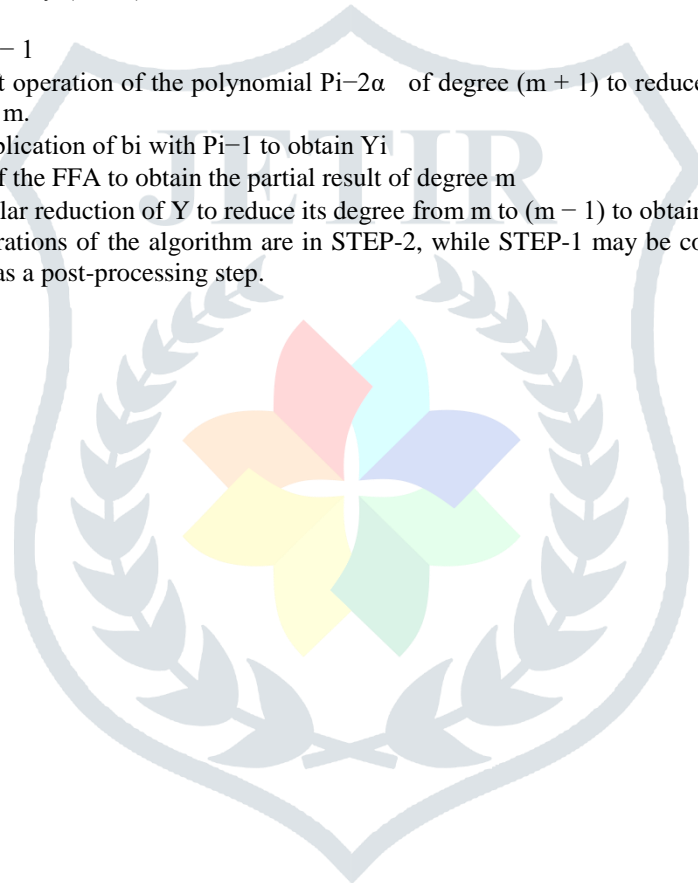 − 1
t operation of the polynomial Pi−2α of degree (m + 1) to reduce
m.
plication of bi with Pi−1 to obtain Yi
f the FFA to obtain the partial result of degree m
lar reduction of Y to reduce its degree from m to (m − 1) to obtain
rations of the algorithm are in STEP-2, while STEP-1 may be co
as a post-processing step.
JETIR